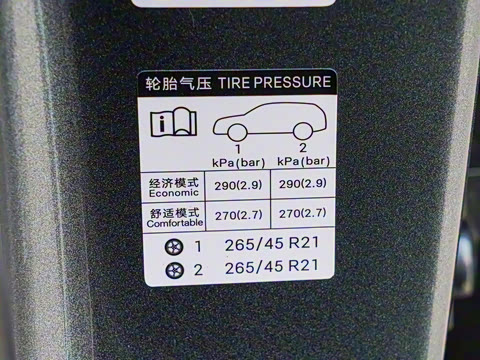 轮胎气压 TIRE PRESSURE
i
1 2
kPa(bar) kPa(bar)
经济模式 290(2.9) 290(2.9)
Economic
舒适模式 270(2.7) 270(2.7)
Comfortable
1 265/45 R21
2 265/45 R21